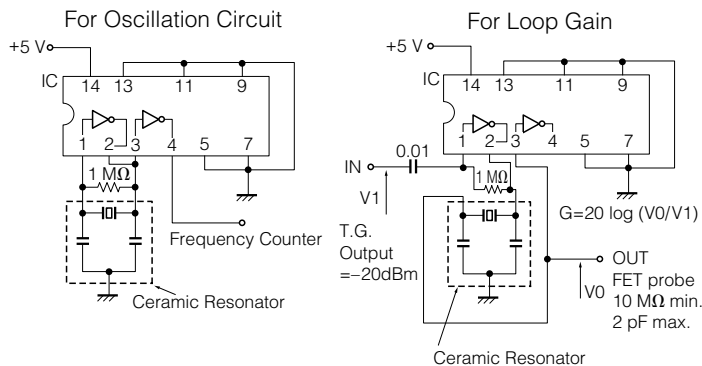 For Oscillation Circuit
+5 V
IC
14 13 11 9
1 2 3 4 5 7
1 MΩ
Frequency Counter
Ceramic Resonator
For Loop Gain
+5 V
IC
14 13 11 9
1 2 3 4 5 7
IN
0.01
1 MΩ
V1
G=20 log (V0/V1)
T.G.
Output
=−20dBm
OUT
V0
FET probe
10 MΩ min.
2 pF max.
Ceramic Resonator